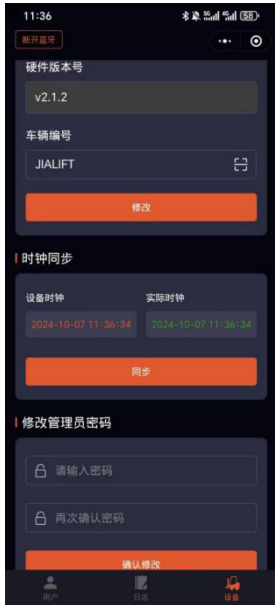 11:36
58
断开蓝牙
硬件版本号
v2.1.2
车辆编号
JIALIFT
修改
时钟同步
设备时钟 实际时钟
2024-10-07 11:36:34 2024-10-07 11:36:34
同步
修改管理员密码
请输入密码
再次确认密码
确认修改
用户 日志 设备